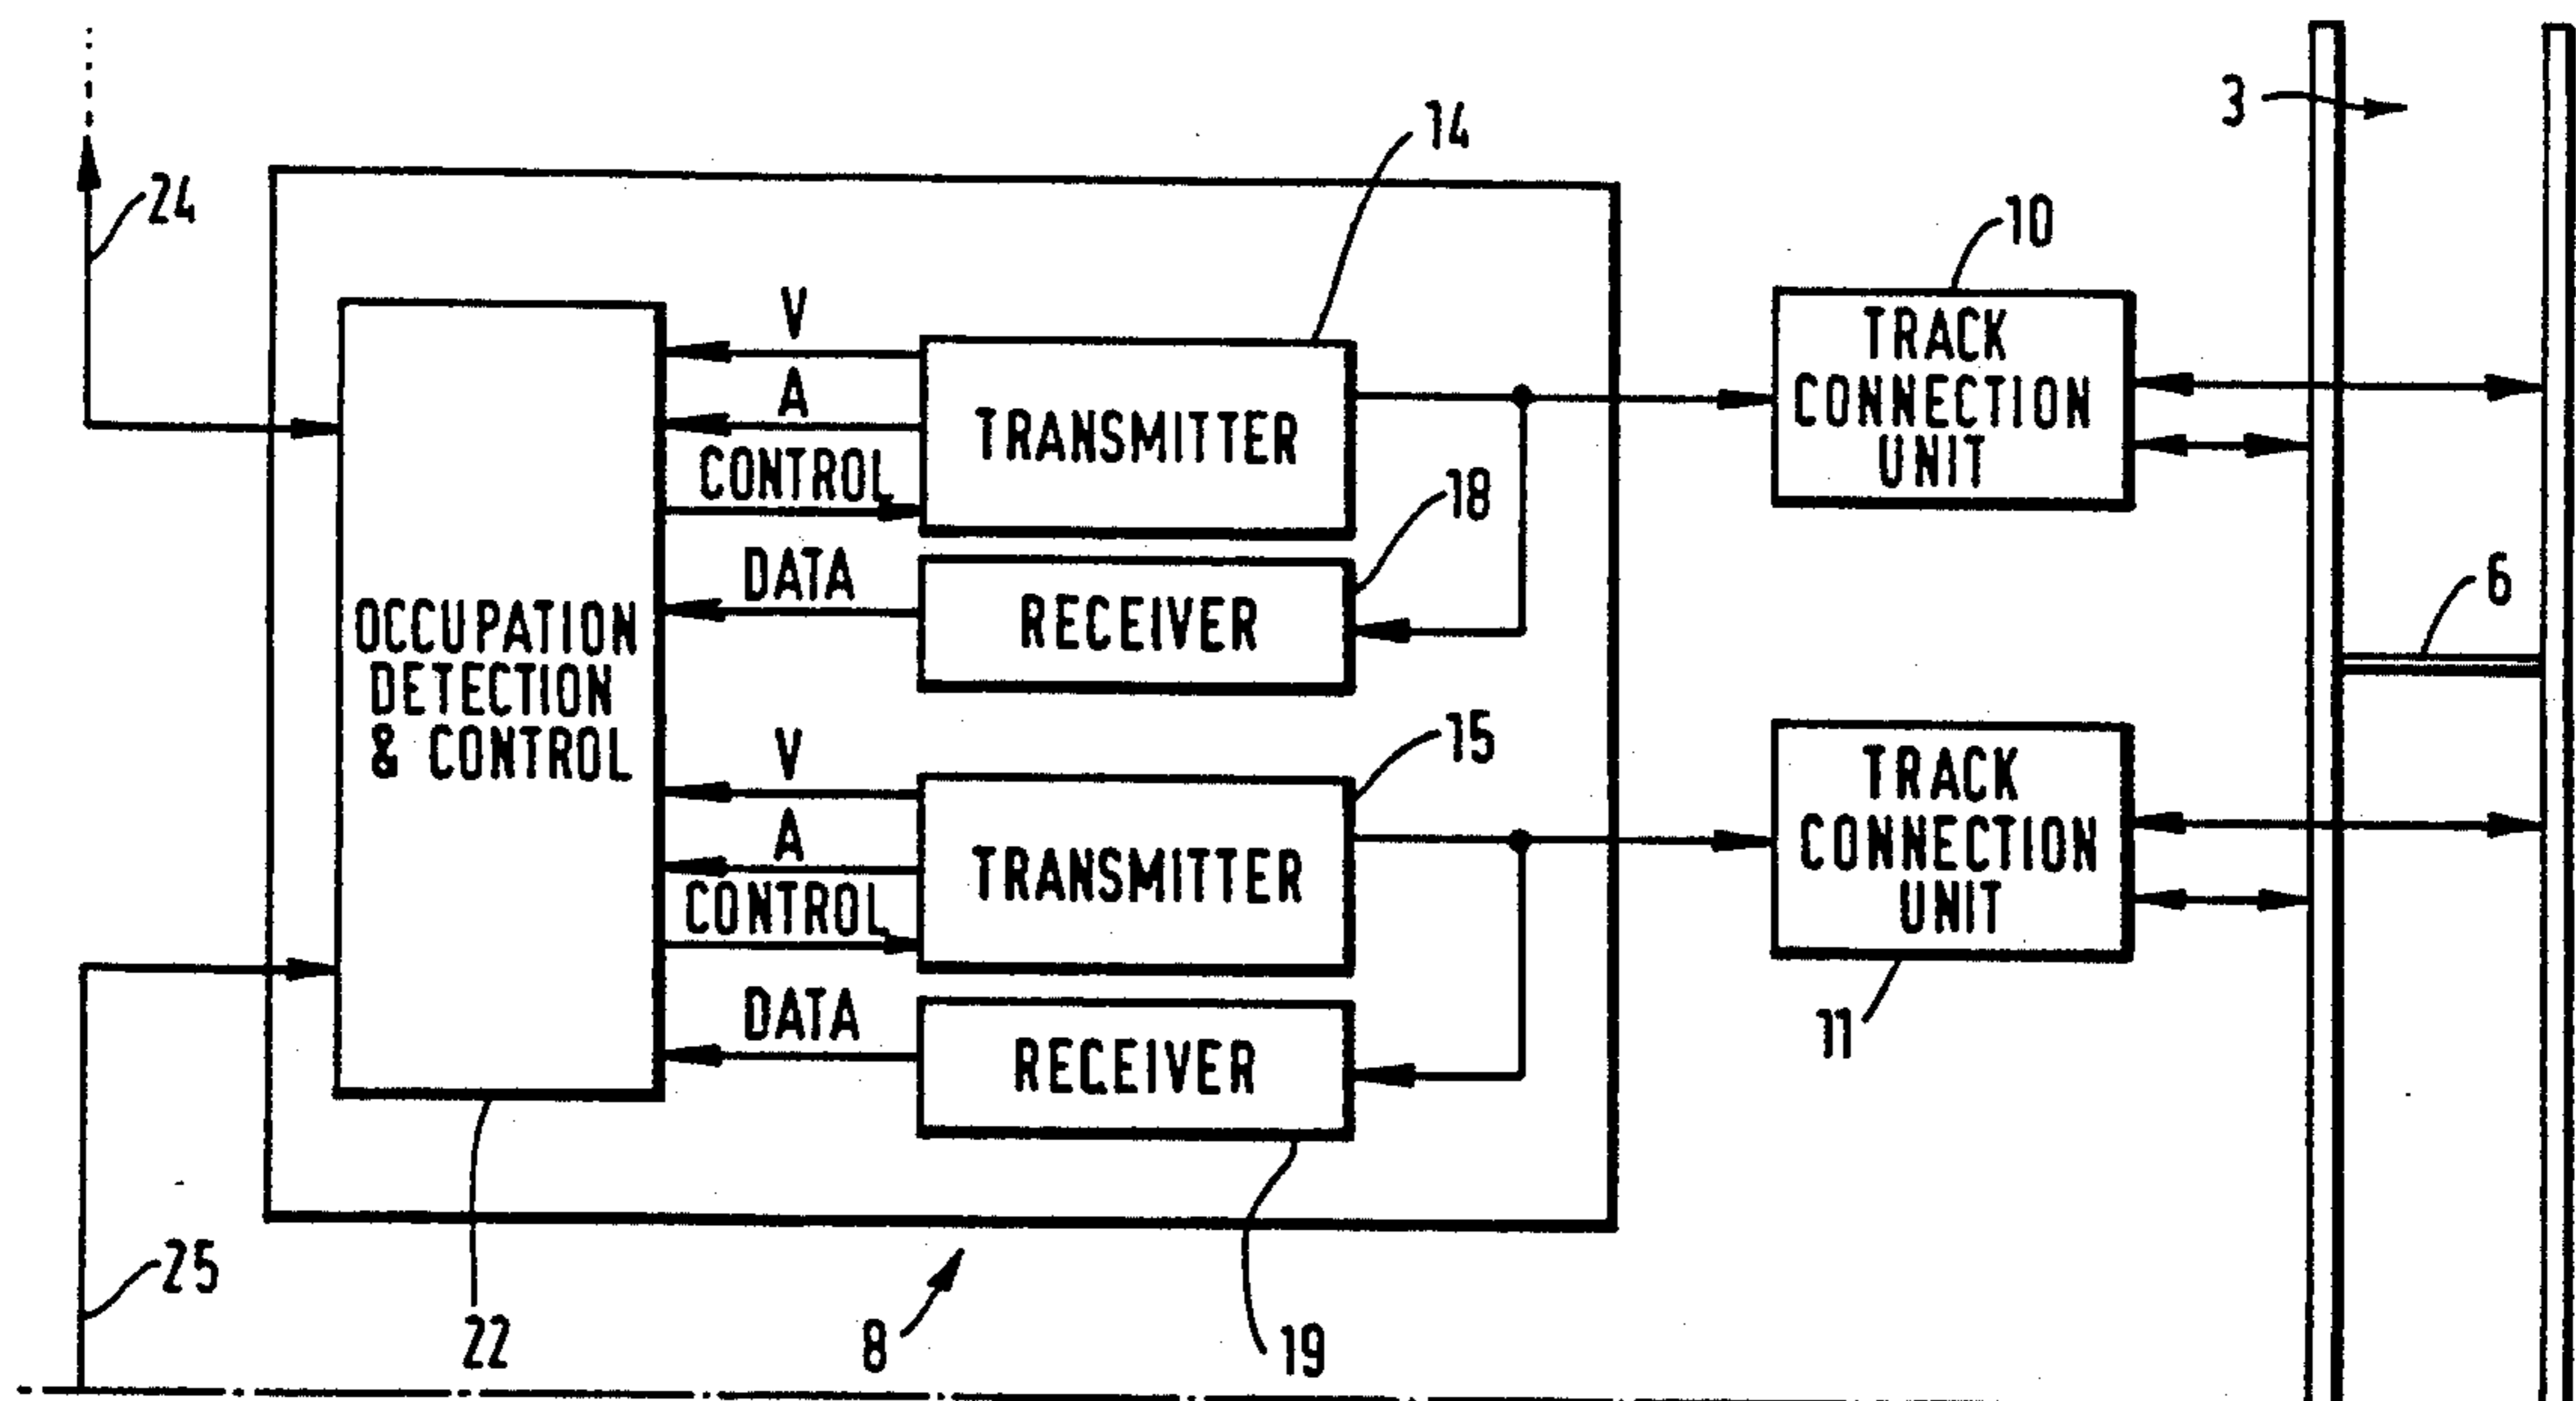 3
14
24
10
V
TRACK
CONNECTION
UNIT
A
TRANSMITTER
CONTROL
18
DATA
RECEIVER
6
OCCUPATION
DETECTION
& CONTROL
15
V
TRACK
CONNECTION
UNIT
A
TRANSMITTER
CONTROL
DATA
RECEIVER
11
25
22
8
19